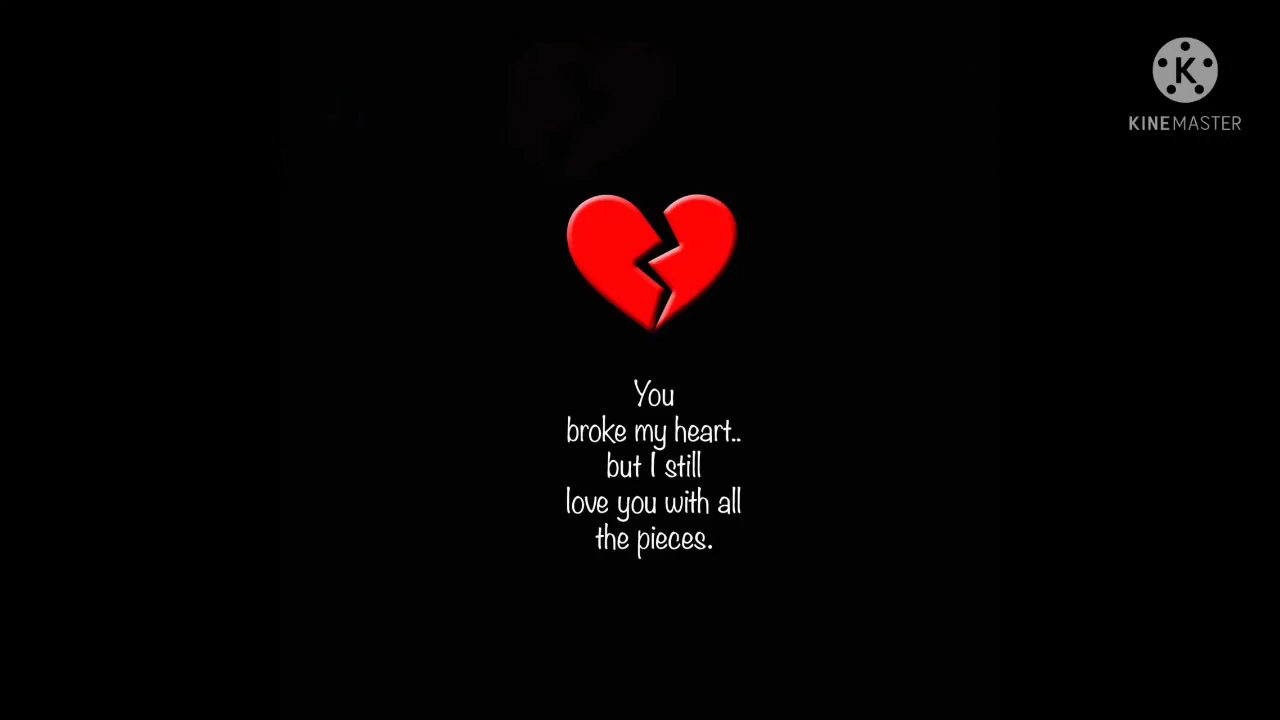 K
KINEMASTER
You
broke my heart..
but I still
love you with all
the pieces.